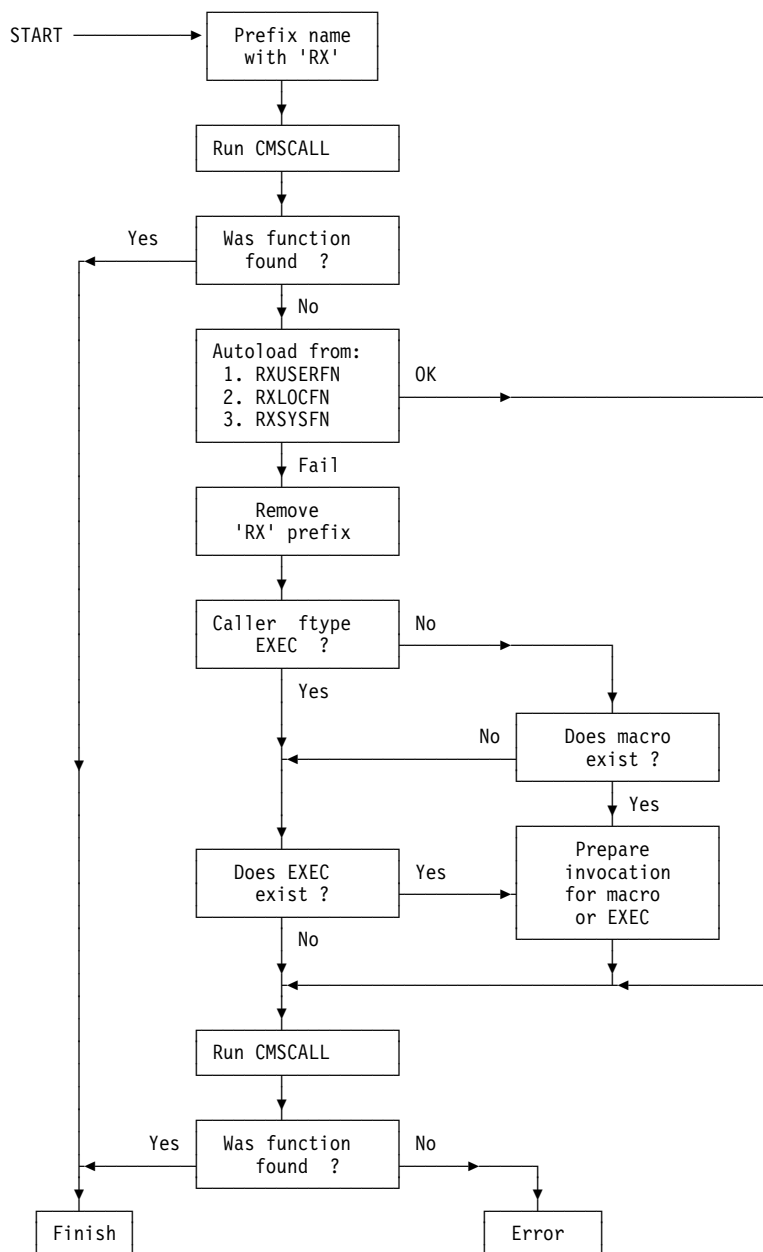 START
Prefix name
with 'RX'
Run CMSCALL
Yes
Was function
found ?
No
Autoload from:
1. RXUSERFN
2. RXLOCFN
3. RXSYSFN
OK
Fail
Remove
'RX' prefix
Caller ftype
EXEC ?
No
Yes
No
Does macro
exist ?
Yes
Does EXEC
exist ?
Yes
Prepare
invocation
for macro
or EXEC
No
Run CMSCALL
Yes
Was function
found ?
No
Finish
Error